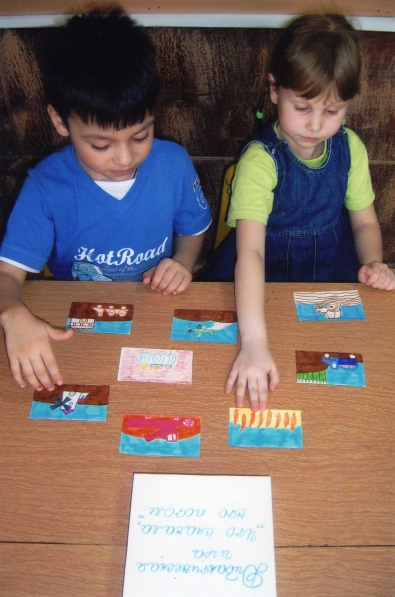 HotRoad
Дидактическая
игра
„Что сначала,
что потом"